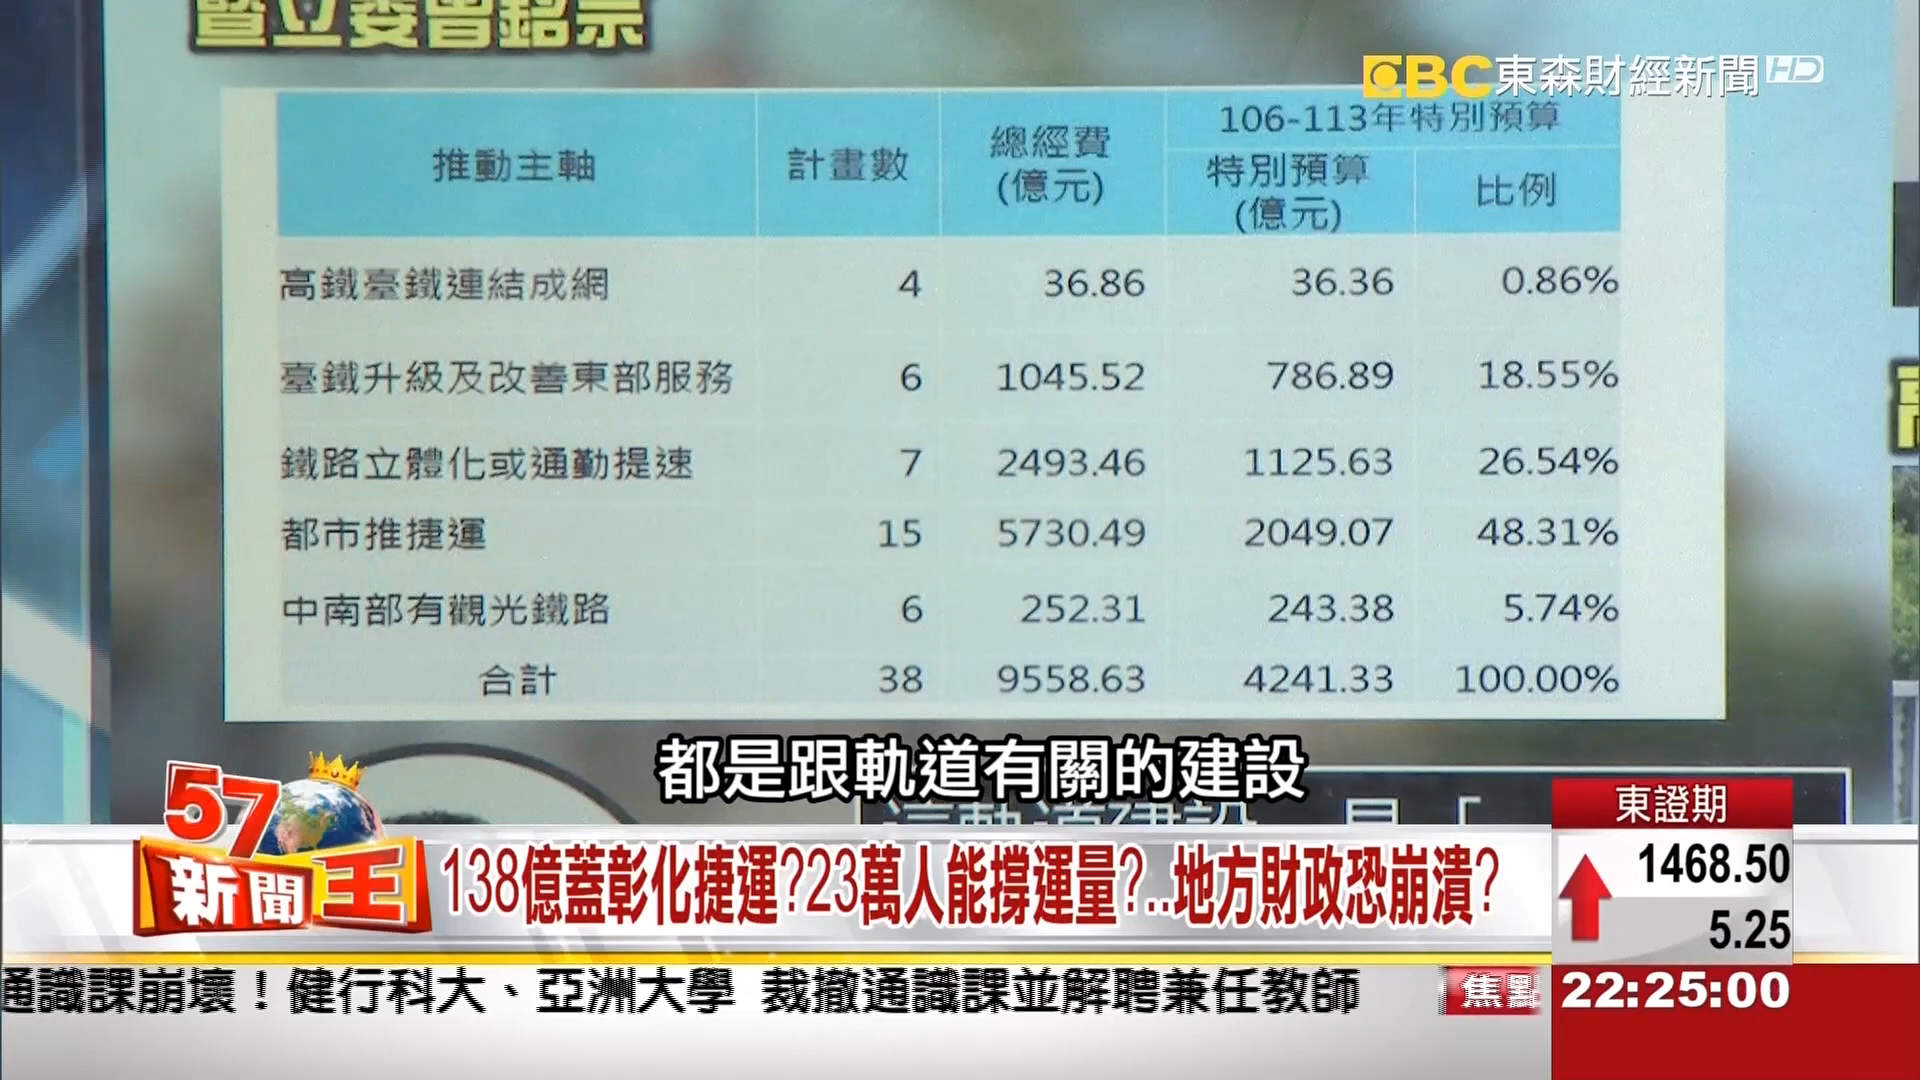 暨立委曾銘宗
EBC東森財經新聞HD
推動主軸 計畫數 總經費(億元) 106-113年特別預算
特別預算(億元) 比例
高鐵臺鐵連結成網 4 36.86 36.36 0.86%
臺鐵升級及改善東部服務 6 1045.52 786.89 18.55%
鐵路立體化或通勤提速 7 2493.46 1125.63 26.54%
都市推捷運 15 5730.49 2049.07 48.31%
中南部有觀光鐵路 6 252.31 243.38 5.74%
合計 38 9558.63 4241.33 100.00%
都是跟軌道有關的建設
57新聞王
138億蓋彰化捷運?23萬人能撐運量?..地方財政恐崩潰?
東證期
1468.50
5.25
通識課崩壞！健行科大、亞洲大學 裁撤通識課並解聘兼任教師
焦點
22:25:00